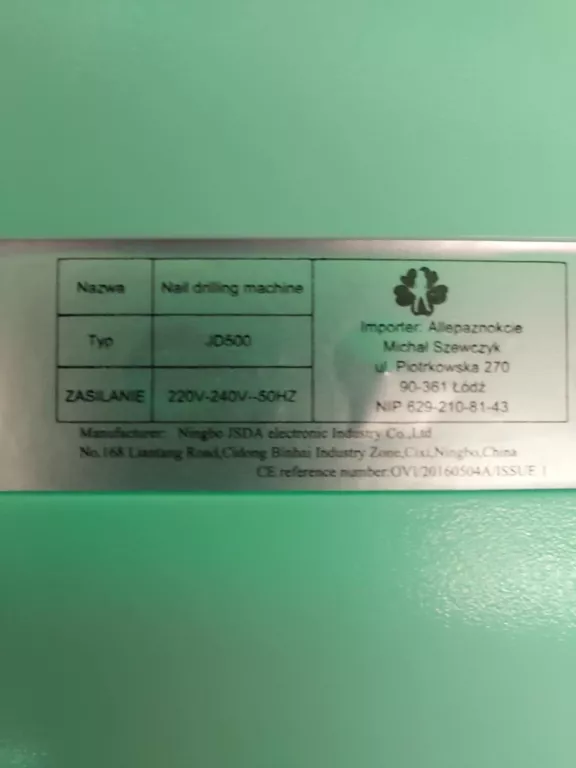 Nazwa Nail drilling machine
Typ JD500
ZASILANIE 220V-240V--50HZ
Importer: Allepaznokcie
Michał Szewczyk
ul. Piotrkowska 270
90-361 Łódź
NIP 629-210-81-43
Manufacturer: Ningbo JSDA electronic Industry Co.,Ltd
No.168 Liantang Road,Cidong Binhai Industry Zone,Cixi,Ningbo,China
CE reference number:OVI/20160504A/ISSUE 1